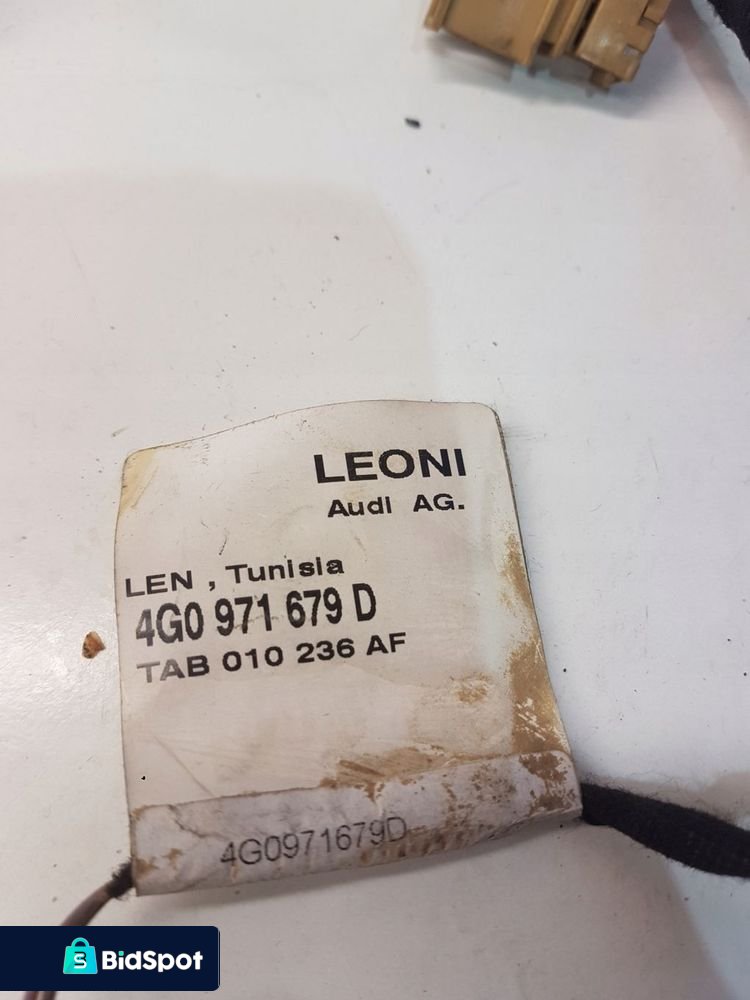 LEONI
Audi AG.
LEN , Tunisia
4G0 971 679 D
TAB 010 236 AF
4G0971679D
S BidSpot